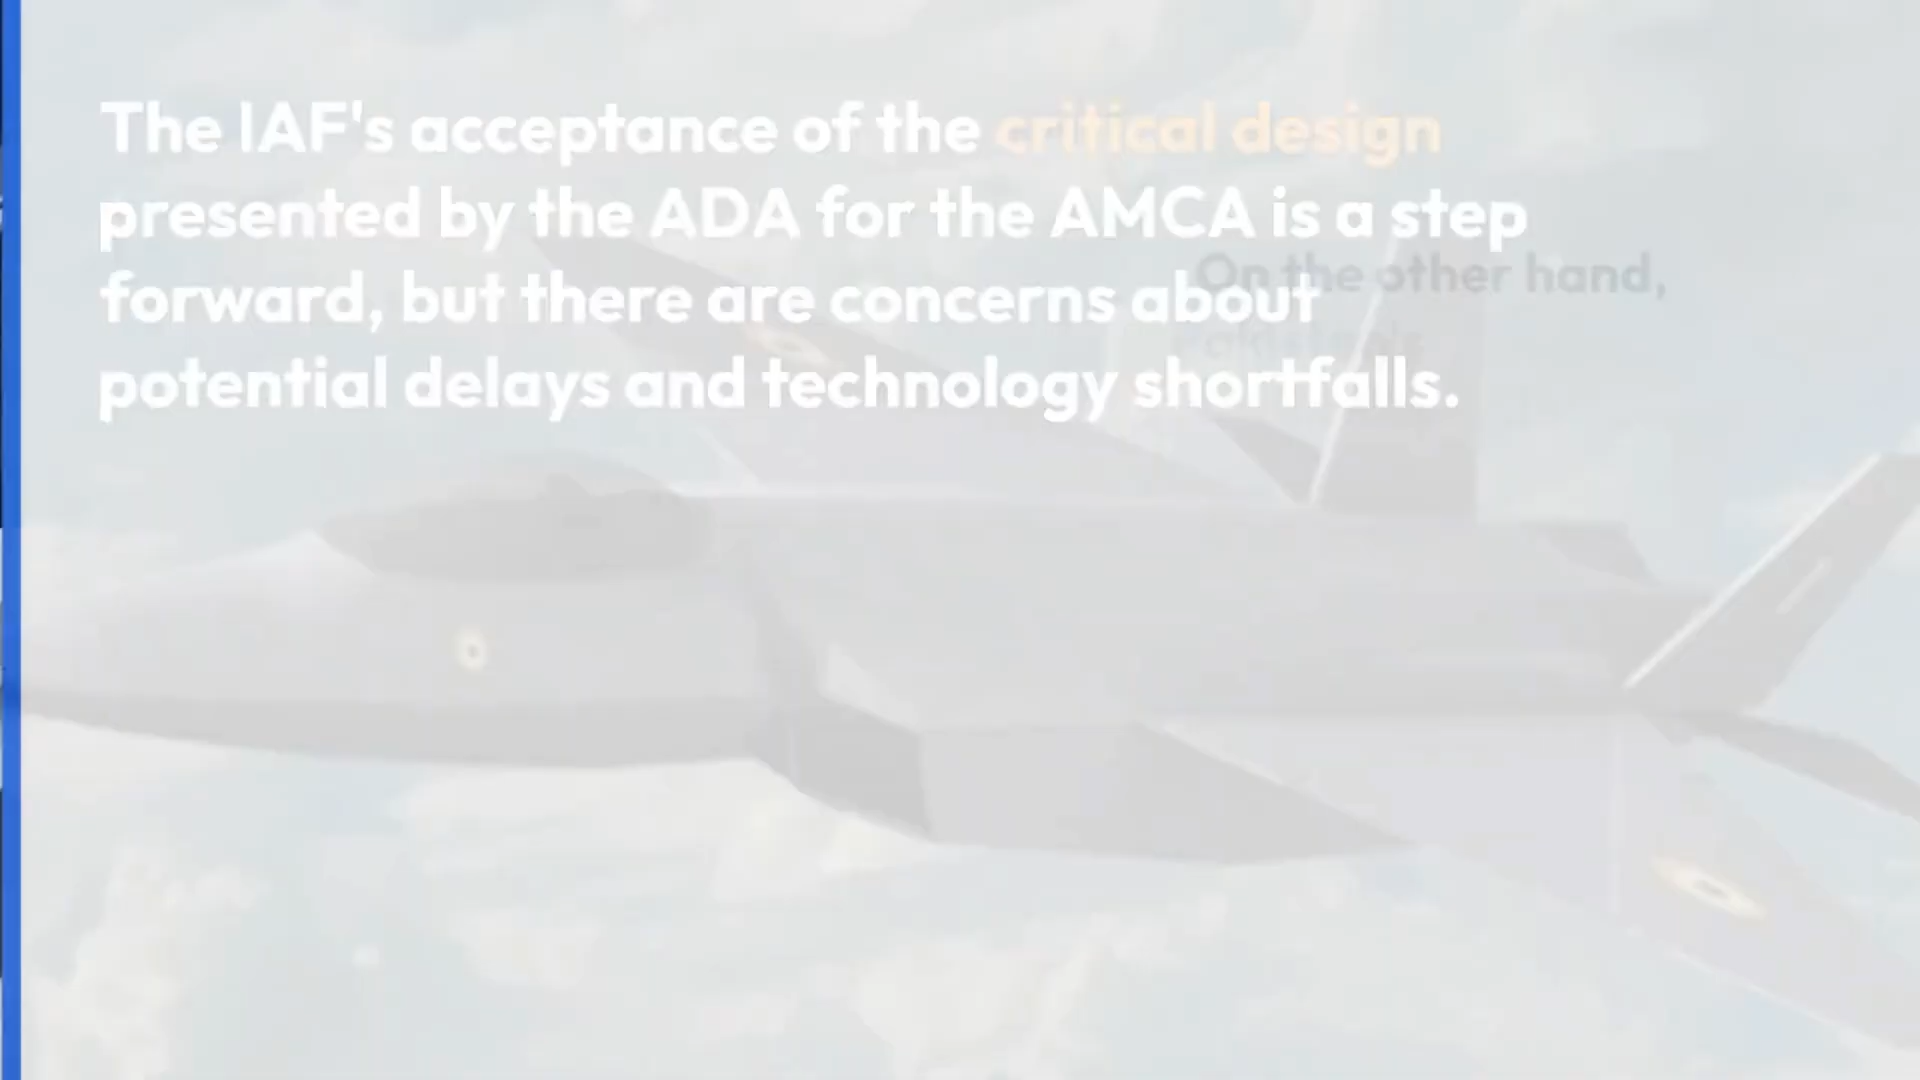 The IAF's acceptance of the critical design
presented by the ADA for the AMCA is a step
forward, but there are concerns about
potential delays and technology shortfalls.
On the other hand,